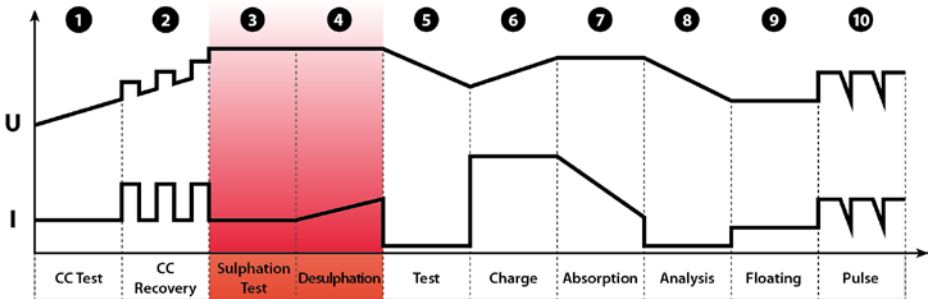 1 2 3 4 5 6 7 8 9 10
U
I
CC Test
CC
Recovery
Sulphation
Test
Desulphation
Test
Charge
Absorption
Analysis
Floating
Pulse